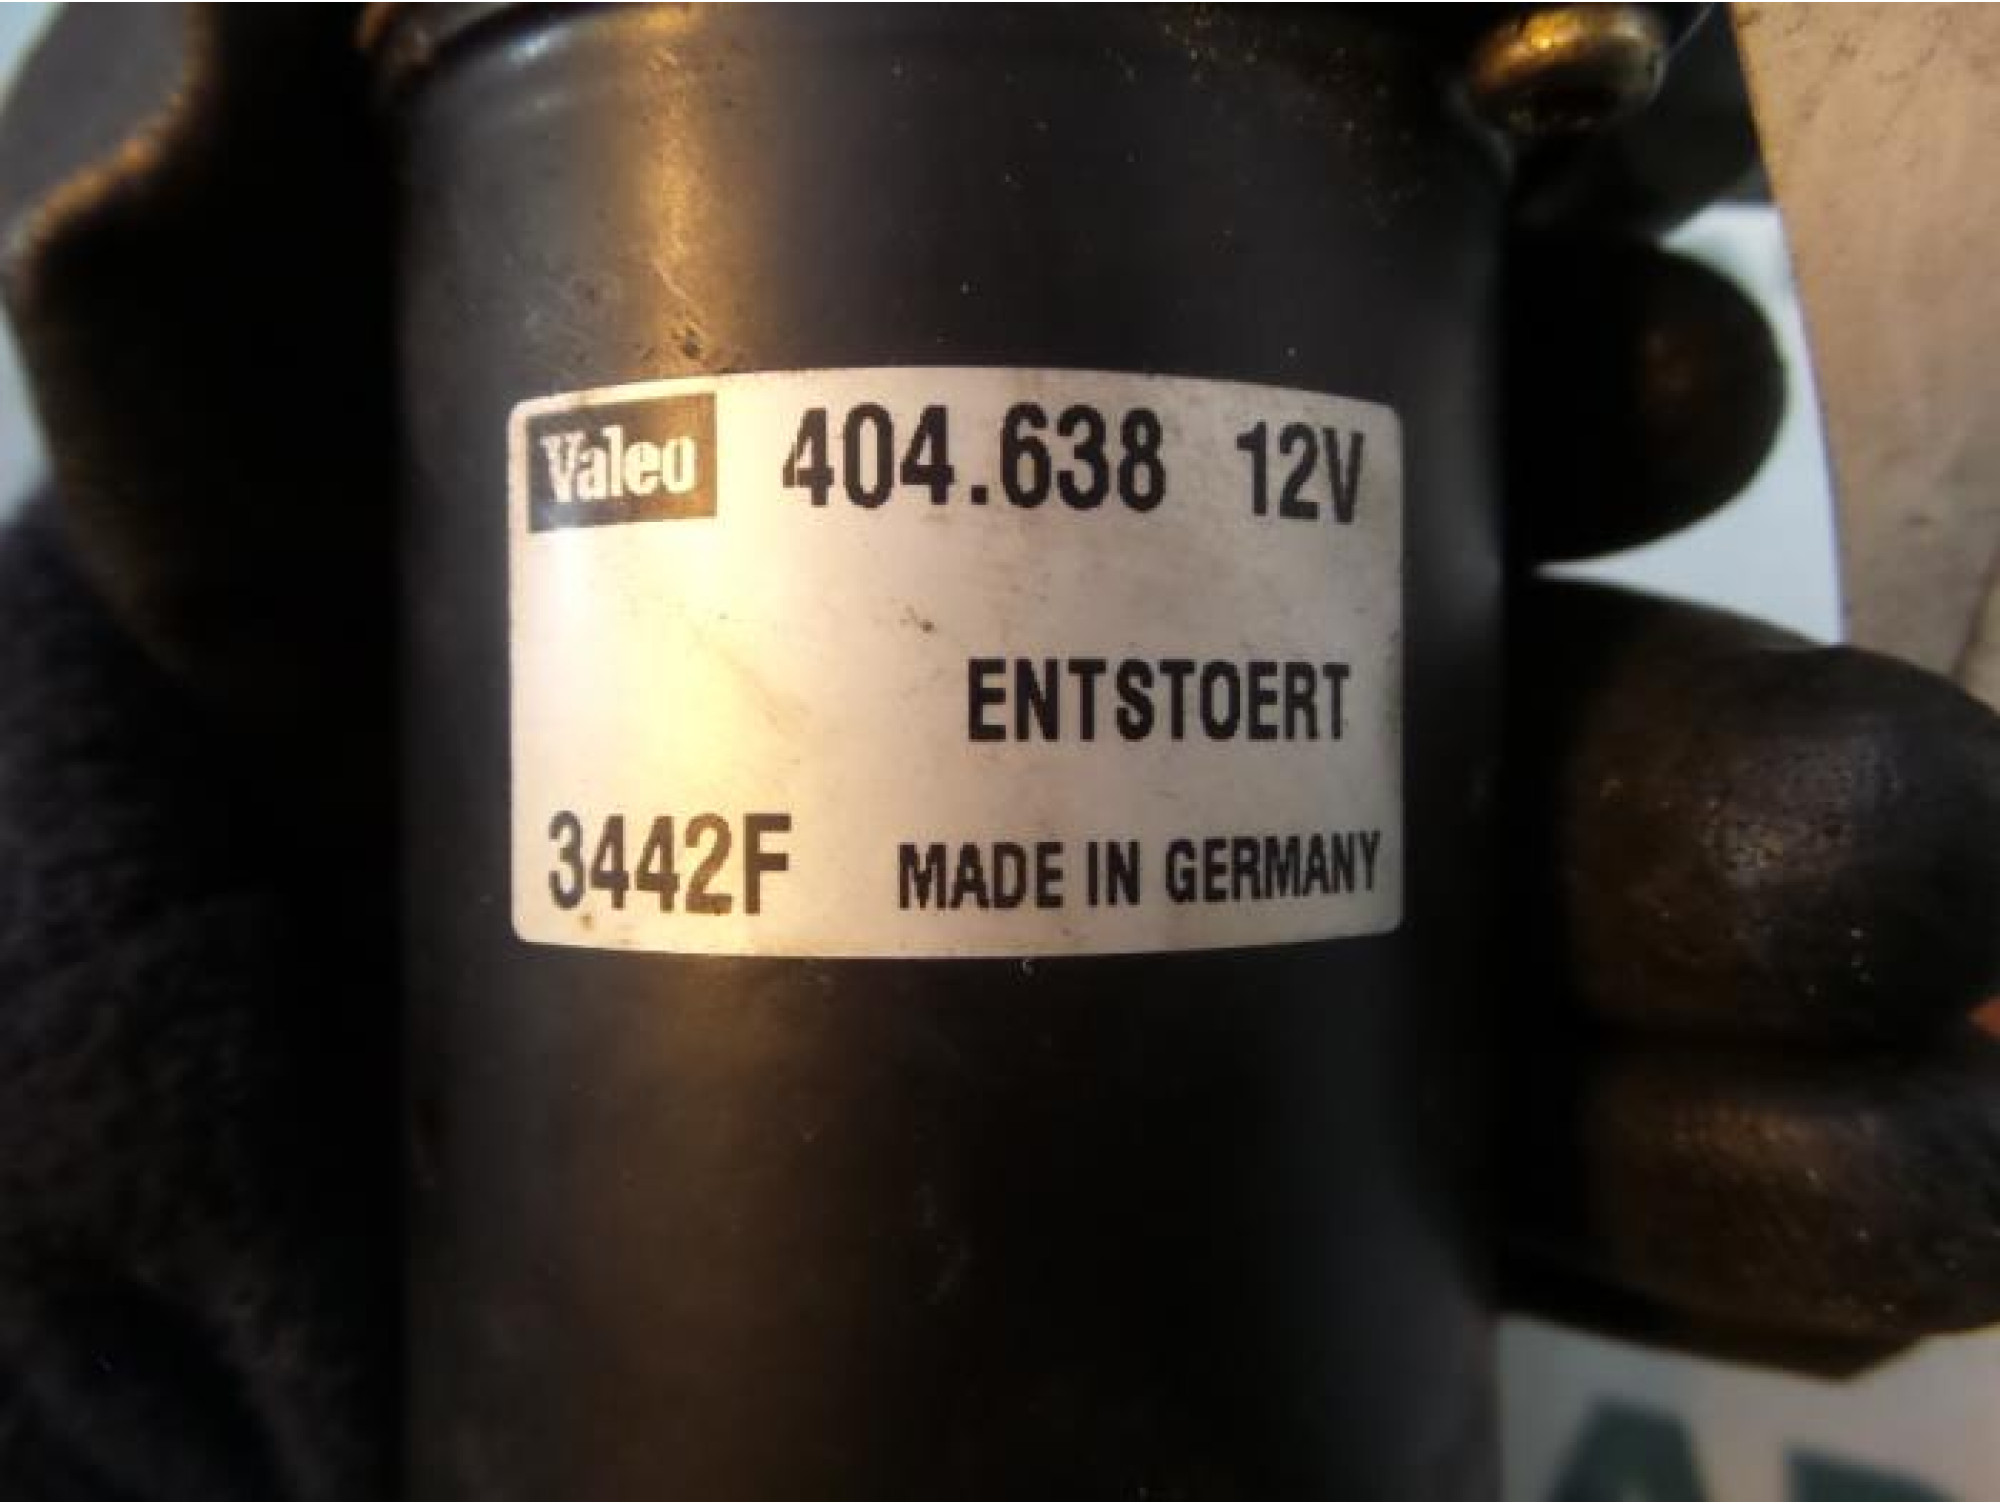 Valeo 404.638 12V
ENTSTOERT
3442F MADE IN GERMANY